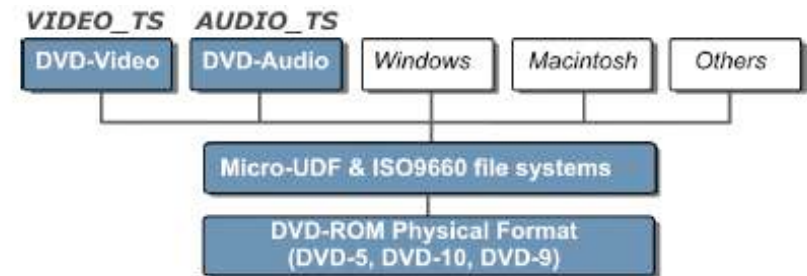 VIDEO_TS AUDIO_TS
DVD-Video DVD-Audio Windows Macintosh Others
Micro-UDF & ISO9660 file systems
DVD-ROM Physical Format
(DVD-5, DVD-10, DVD-9)